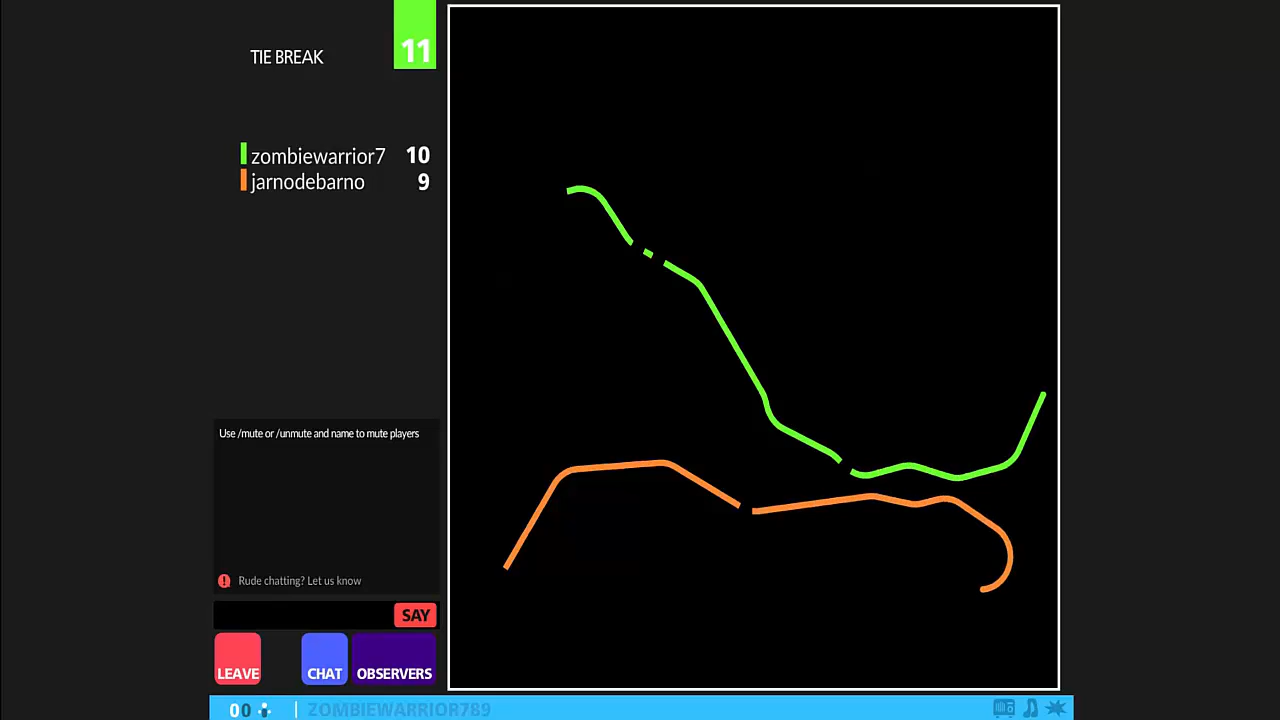 TIE BREAK
11
zombiewarrior7 10
jarnodebarno 9
Use /mute or /unmute and name to mute players
Rude chatting? Let us know
SAY
LEAVE
CHAT
OBSERVERS
00
ZOMBIEWARRIOR789